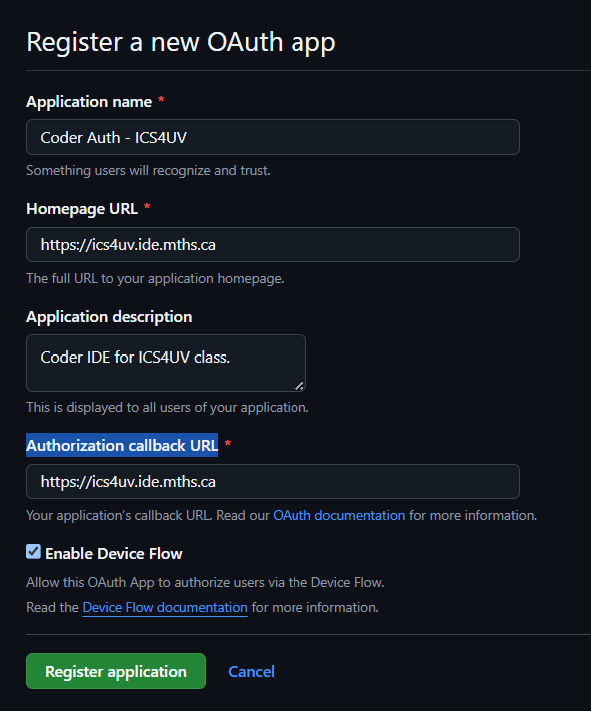 Register a new OAuth app
Application name *
Coder Auth - ICS4UV
Something users will recognize and trust.
Homepage URL *
https://ics4uv.ide.mths.ca
The full URL to your application homepage.
Application description
Coder IDE for ICS4UV class.
This is displayed to all users of your application.
Authorization callback URL *
https://ics4uv.ide.mths.ca
Your application's callback URL. Read our OAuth documentation for more information.
Enable Device Flow
Allow this OAuth App to authorize users via the Device Flow.
Read the Device Flow documentation for more information.
Register application Cancel